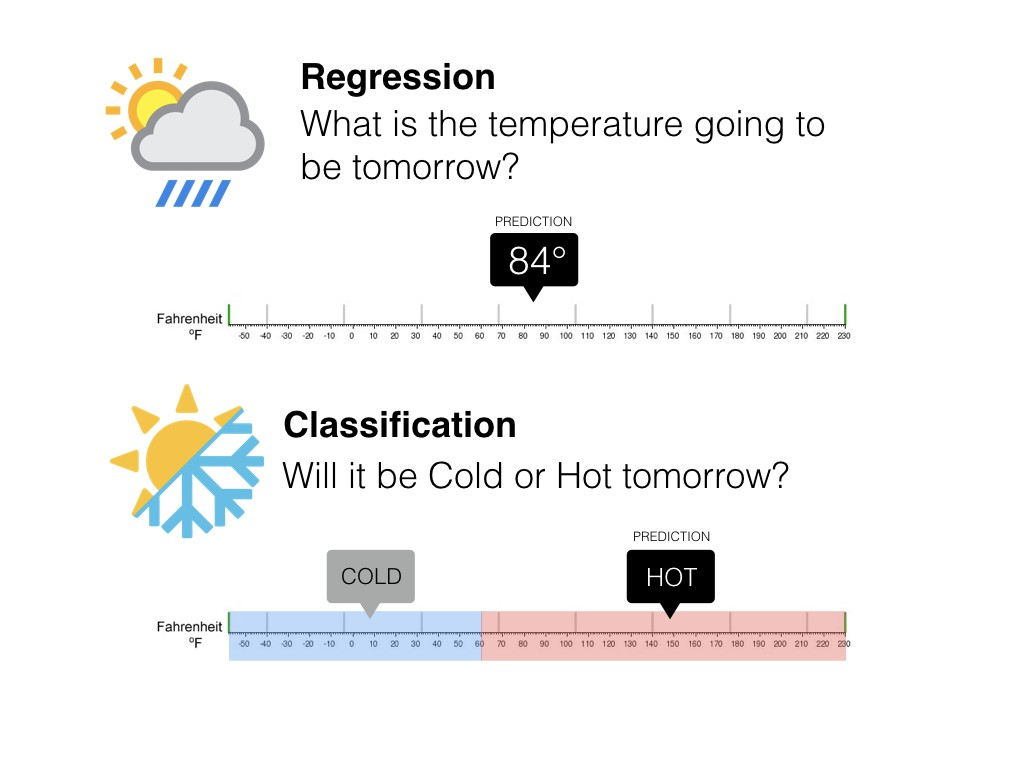 Regression
What is the temperature going to
be tomorrow?
PREDICTION
84°
Fahrenheit
ºF
-50 -40 -30 -20 -10 0 10 20 30 40 50 60 70 80 90 100 110 120 130 140 150 160 170 180 190 200 210 220 230
Classification
Will it be Cold or Hot tomorrow?
PREDICTION
COLD
HOT
Fahrenheit
ºF
-50 -40 -30 -20 -10 0 10 20 30 40 50 60 70 80 90 100 110 120 130 140 150 160 170 180 190 200 210 220 230